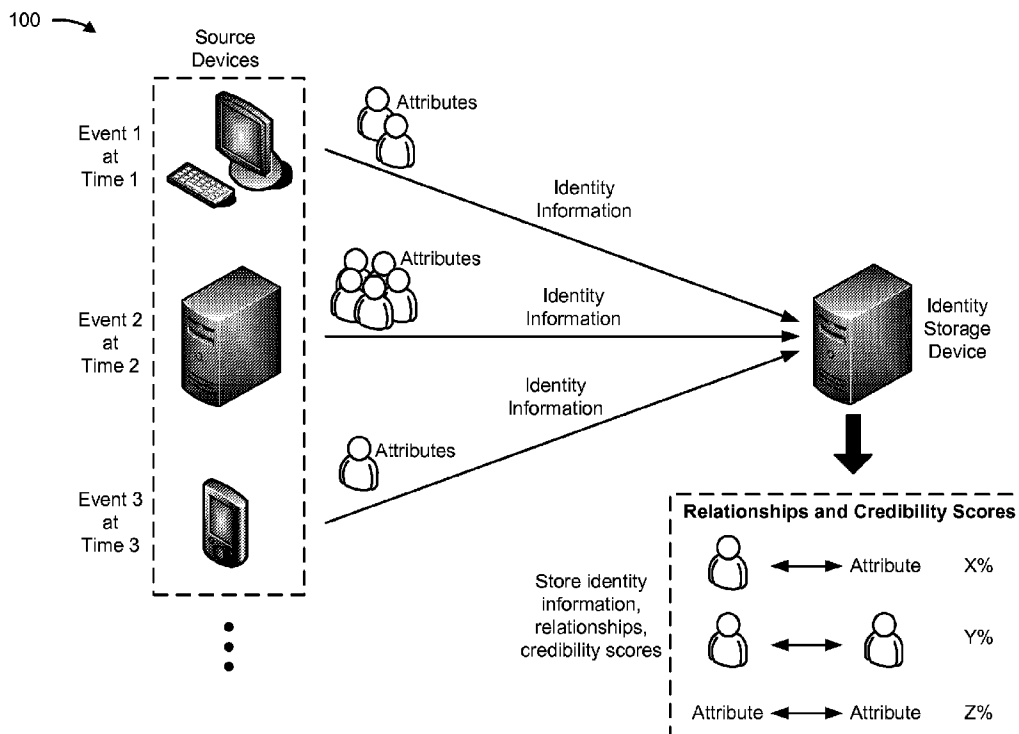 100
Source
Devices
Event 1
at
Time 1
Attributes
Identity
Information
Event 2
at
Time 2
Attributes
Identity
Information
Identity
Storage
Device
Event 3
at
Time 3
Attributes
Identity
Information
Store identity
information,
relationships,
credibility scores
Relationships and Credibility Scores
Attribute X%
Y%
Attribute Attribute Z%